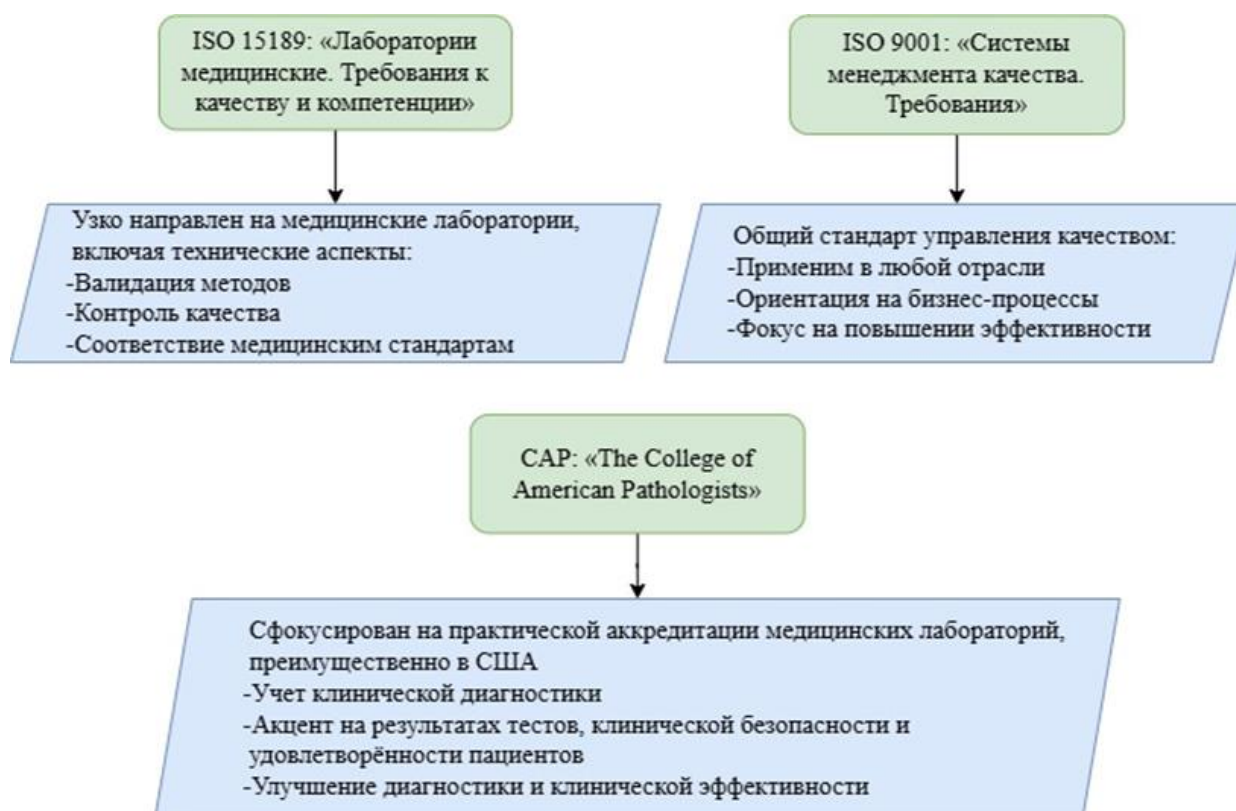 ISO 15189: «Лаборатории
медицинские. Требования к
качеству и компетенции»
Узко направлен на медицинские лаборатории,
включая технические аспекты:
-Валидация методов
-Контроль качества
-Соответствие медицинским стандартам
ISO 9001: «Системы
менеджмента качества.
Требования»
Общий стандарт управления качеством:
-Применим в любой отрасли
-Ориентация на бизнес-процессы
-Фокус на повышении эффективности
CAP: «The College of
American Pathologists»
Сфокусирован на практической аккредитации медицинских лабораторий,
преимущественно в США
-Учет клинической диагностики
-Акцент на результатах тестов, клинической безопасности и
удовлетворённости пациентов
-Улучшение диагностики и клинической эффективности